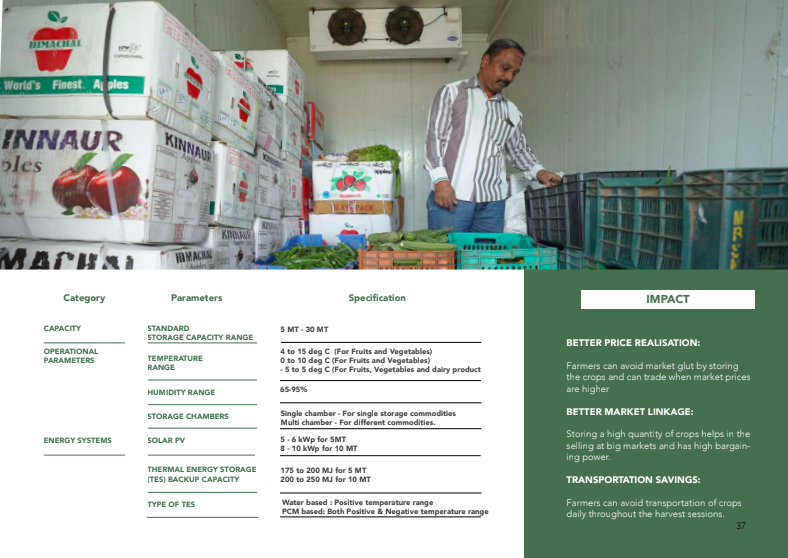 HIMACHAL
World's Finest Apples
KINNAUR
ples
KINNAUR
HIMACHAL
apples
Category
Parameters
Specification
CAPACITY
STANDARD
STORAGE CAPACITY RANGE
5 MT - 30 MT
OPERATIONAL
PARAMETERS
TEMPERATURE
RANGE
4 to 15 deg C (For Fruits and Vegetables)
0 to 10 deg C (For Fruits and Vegetables)
- 5 to 5 deg C (For Fruits, Vegetables and dairy product
HUMIDITY RANGE
65-95%
STORAGE CHAMBERS
Single chamber - For single storage commodities
Multi chamber - For different commodities.
ENERGY SYSTEMS
SOLAR PV
5 - 6 kWp for 5MT
8 - 10 kWp for 10 MT
THERMAL ENERGY STORAGE
(TES) BACKUP CAPACITY
175 to 200 MJ for 5 MT
200 to 250 MJ for 10 MT
TYPE OF TES
Water based : Positive temperature range
PCM based: Both Positive & Negative temperature range
IMPACT
BETTER PRICE REALISATION:
Farmers can avoid market glut by storing
the crops and can trade when market prices
are higher
BETTER MARKET LINKAGE:
Storing a high quantity of crops helps in the
selling at big markets and has high bargain-
ing power.
TRANSPORTATION SAVINGS:
Farmers can avoid transportation of crops
daily throughout the harvest sessions.
37